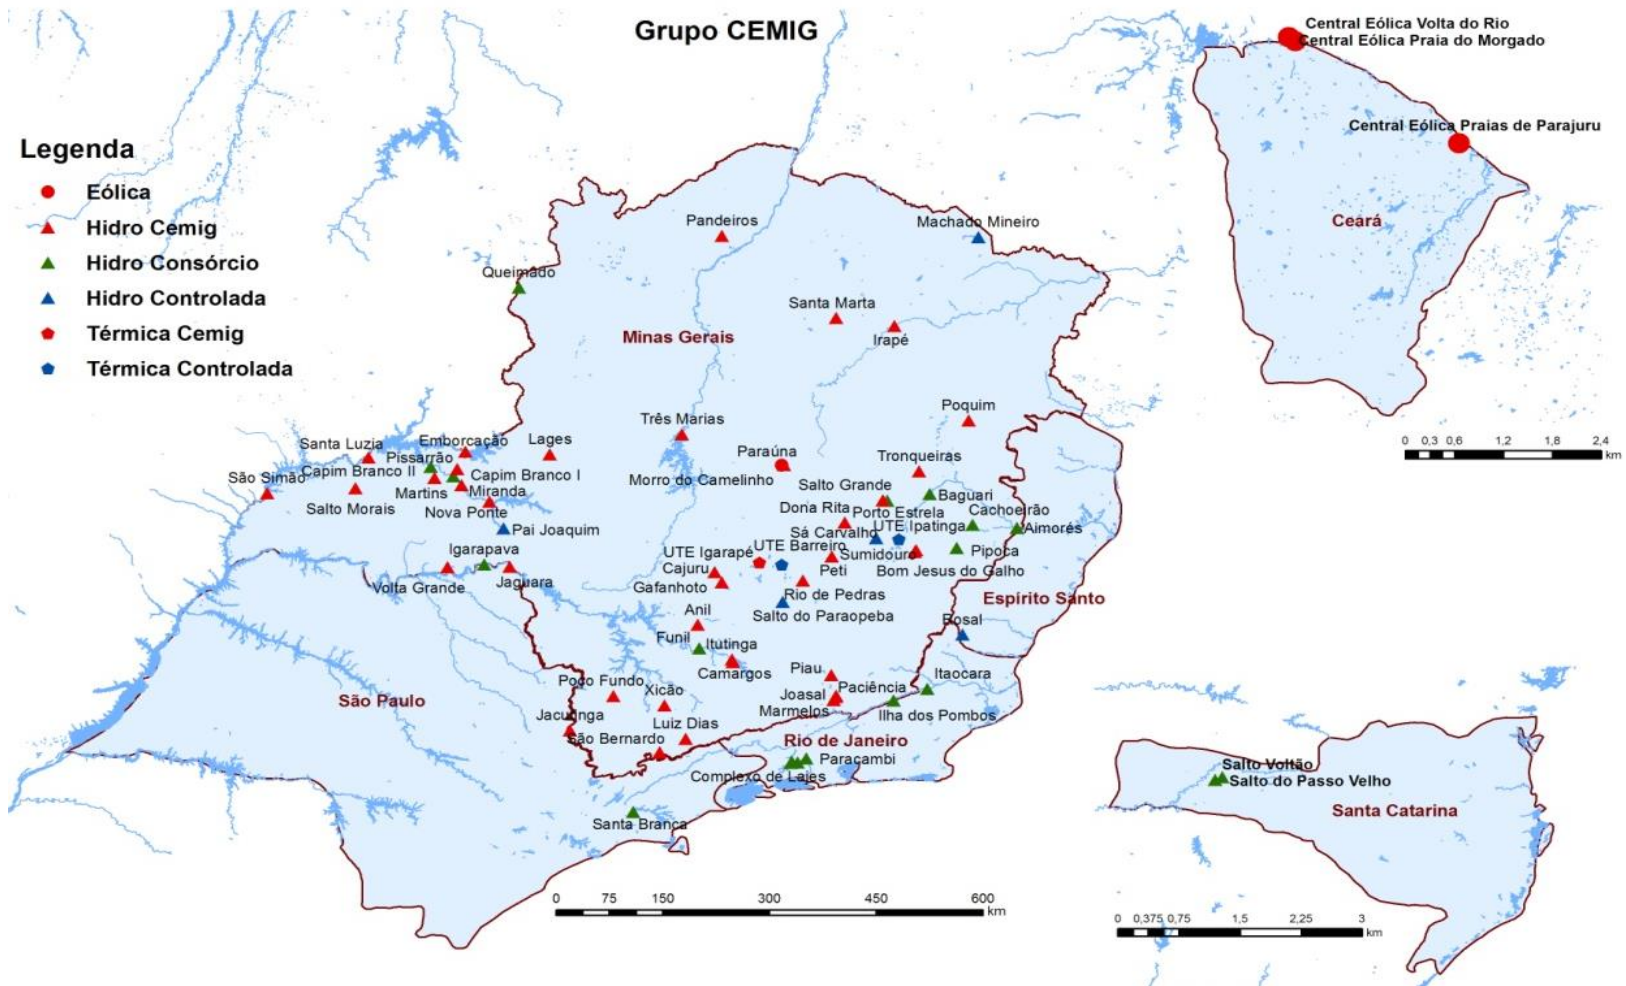 Grupo CEMIG
Central Eólica Volta do Rio
Central Eólica Praia do Morgado
Central Eólica Praias de Parajuru
Ceará
0 0,3 0,6 1,2 1,8 2,4
km
Legenda
Eólica
Hidro Cemig
Hidro Consórcio
Hidro Controlada
Térmica Cemig
Térmica Controlada
Pandeiros
Machado Mineiro
Queimado
Santa Marta
Minas Gerais
Irapé
Poquim
Três Marias
Santa Luzia
Emborcação
Lages
Paraúna
Tronqueiras
Pissarrão
Capim Branco II
Capim Branco I
São Simão
Morro do Camelinho
Salto Grande
Baguari
Martins
Miranda
Salto Morais
Nova Ponte
Dona Rita
Porto Estrela
Cachoeirão
Pai Joaquim
Sá Carvalho
UTE Ipatinga
Aimorés
Igarapava
UTE Igarapé
UTE Barreiro
Sumidouro
Pipoca
Cajuru
Peti
Bom Jesus do Galho
Volta Grande
Jaguara
Gafanhoto
Rio de Pedras
Espírito Santo
Anil
Salto do Paraopeba
Rosal
Funil
Itutinga
Camargos
Piau
Itaocara
Poço Fundo
Xicão
Joasal
Paciência
São Paulo
Marmelos
Ilha dos Pombos
Jacutinga
Luiz Dias
São Bernardo
Rio de Janeiro
Paracambi
Complexo de Lajes
Santa Branca
0 75 150 300 450 600
km
Salto Voltão
Salto do Passo Velho
Santa Catarina
0 0,375 0,75 1,5 2,25 3
km